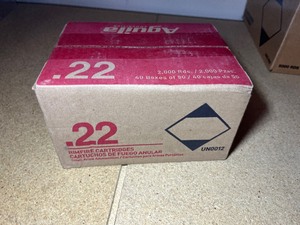 Aguila
.22
2,000 Rds. / 2,000 Pzas.
40 Boxes of 50 / 40 cajas de 50
.22
RIMFIRE CARTRIDGES
CARTUCHOS DE FUEGO ANULAR
UN0012